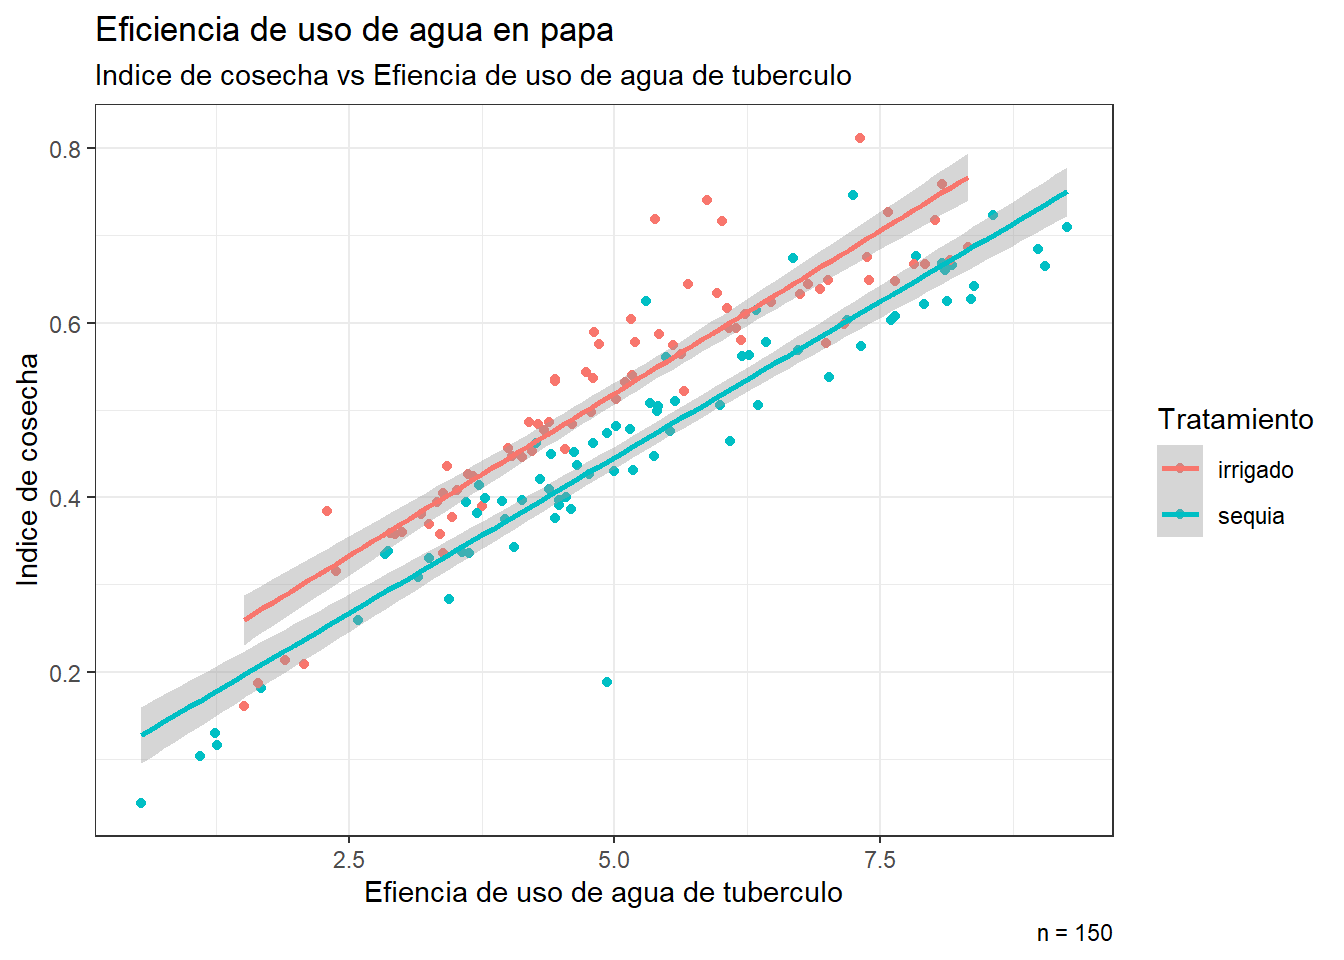 Eficiencia de uso de agua en papa
Indice de cosecha vs Efiencia de uso de agua de tuberculo
0.8
0.6
0.4
0.2
Indice de cosecha
2.5 5.0 7.5
Efiencia de uso de agua de tuberculo
n = 150
Tratamiento
irrigado
sequia